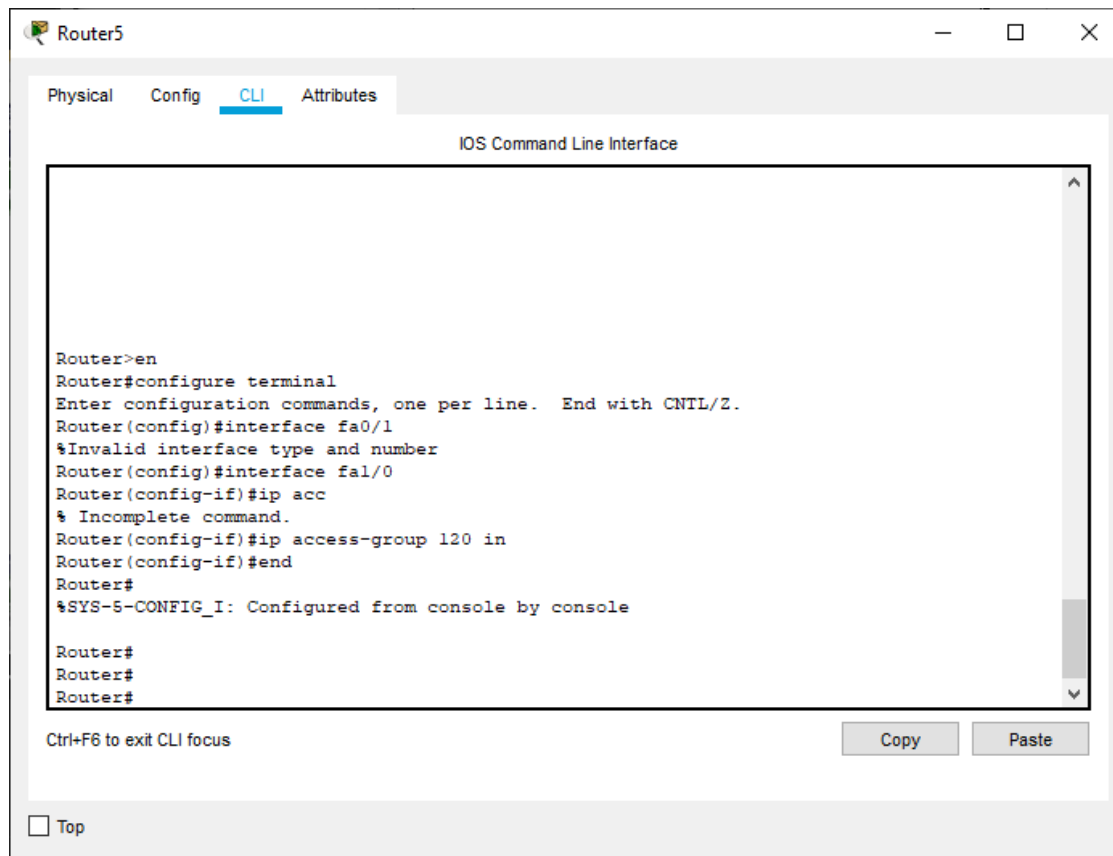 Router5
Physical Config CLI Attributes
IOS Command Line Interface
Router>en
Router#configure terminal
Enter configuration commands, one per line.  End with CNTL/Z.
Router(config)#interface fa0/1
%Invalid interface type and number
Router(config)#interface fa1/0
Router(config-if)#ip acc
% Incomplete command.
Router(config-if)#ip access-group 120 in
Router(config-if)#end
Router#
%SYS-5-CONFIG_I: Configured from console by console
Router#
Router#
Router#
Ctrl+F6 to exit CLI focus
Copy Paste
Top